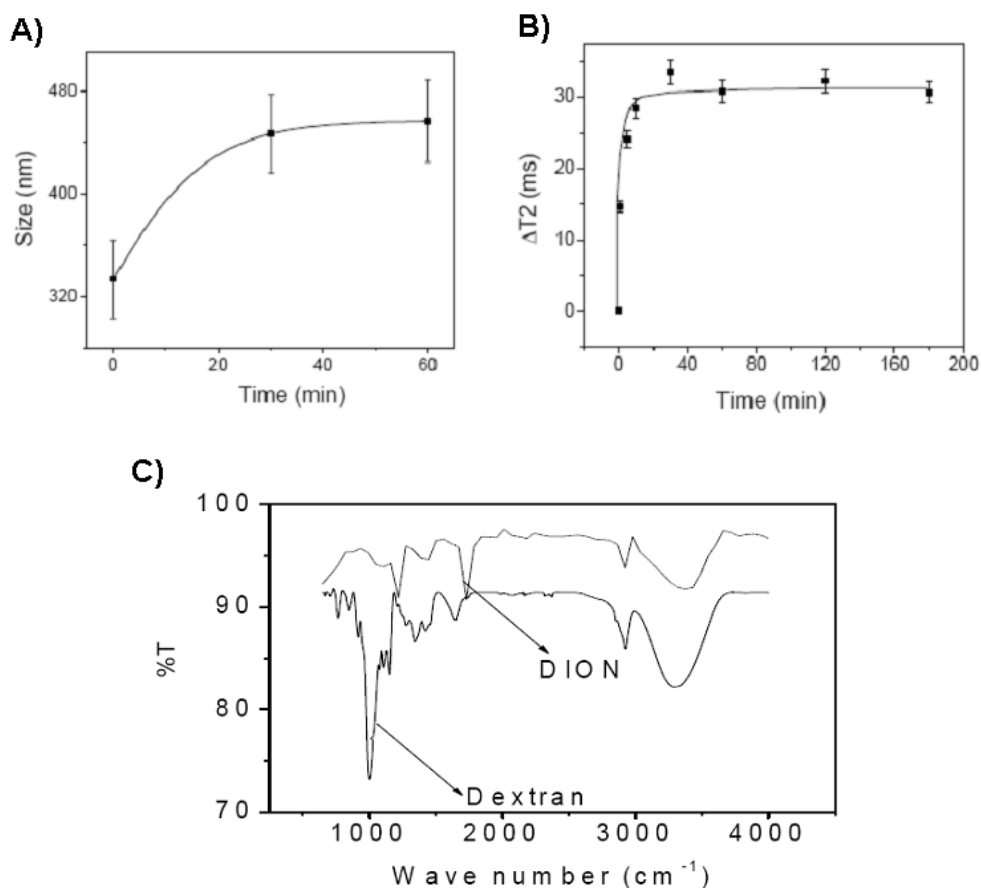 A)
480
400
320
Size (nm)
0 20 40 60
Time (min)
B)
30
20
10
0
ΔT2 (ms)
0 40 80 120 160 200
Time (min)
C)
100
90
80
70
%T
DION
Dextran
1000 2000 3000 4000
Wave number (cm⁻¹)